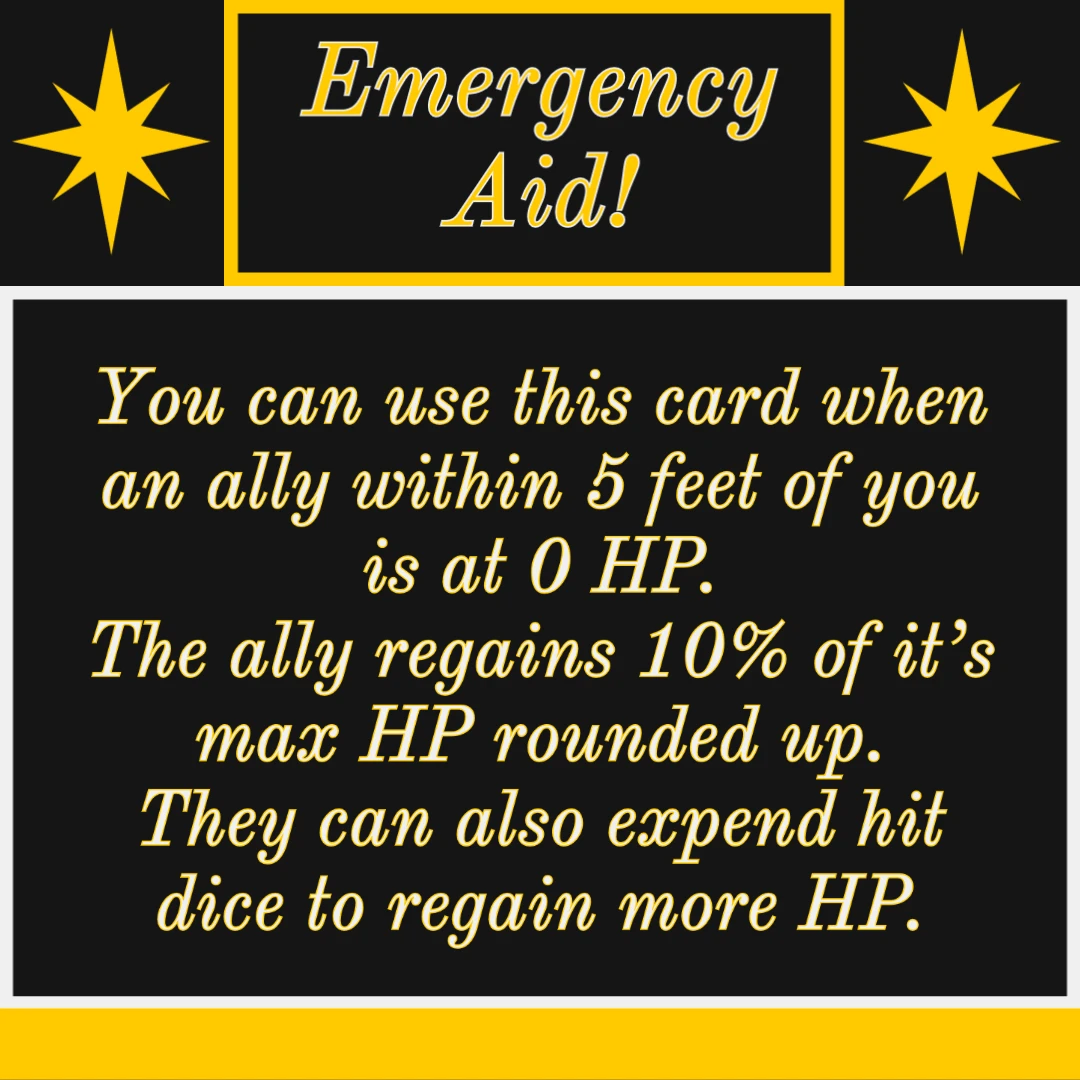 Emergency
Aid!
You can use this card when
an ally within 5 feet of you
is at 0 HP.
The ally regains 10% of it’s
max HP rounded up.
They can also expend hit
dice to regain more HP.